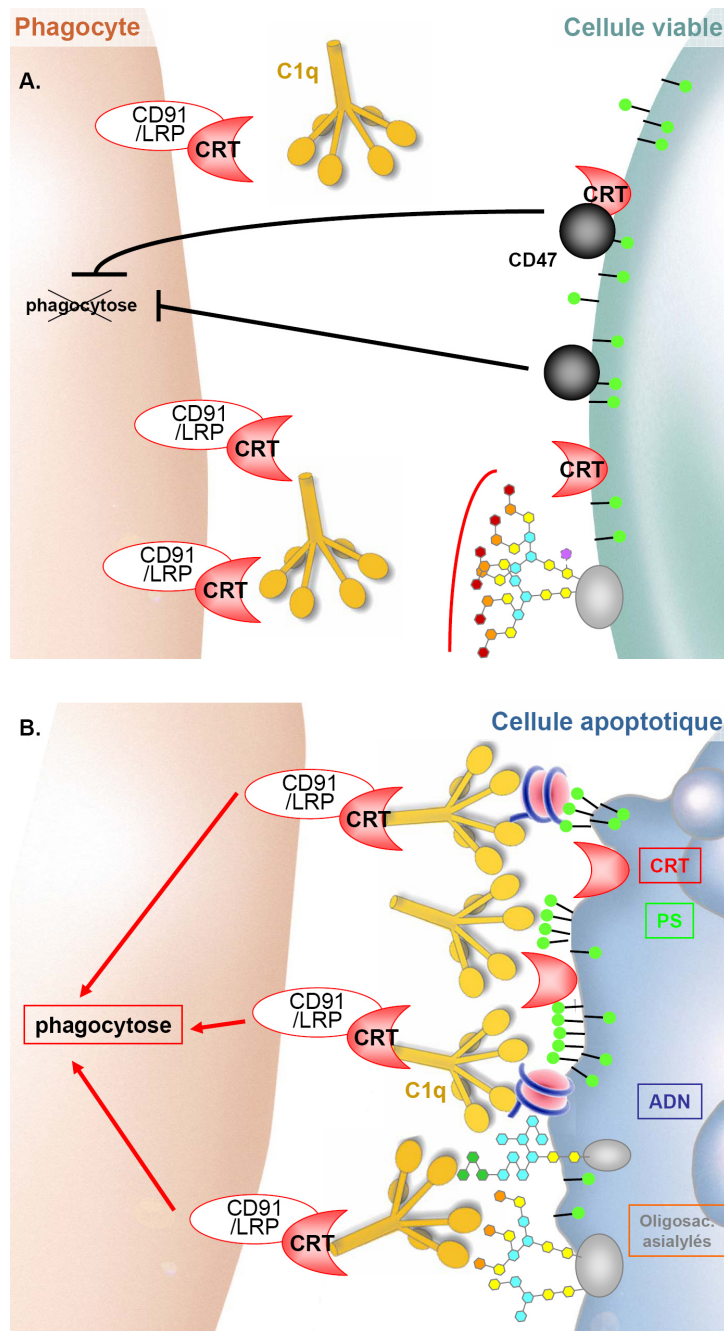 Phagocyte
Cellule viable
A.
C1q
CD91
/LRP
CRT
CRT
CD47
phagocytose
CD91
/LRP
CRT
CRT
CD91
/LRP
CRT
B.
Cellule apoptotique
CD91
/LRP
CRT
CRT
PS
CD91
/LRP
phagocytose
CRT
C1q
ADN
CD91
/LRP
CRT
Oligosac.
asialylés